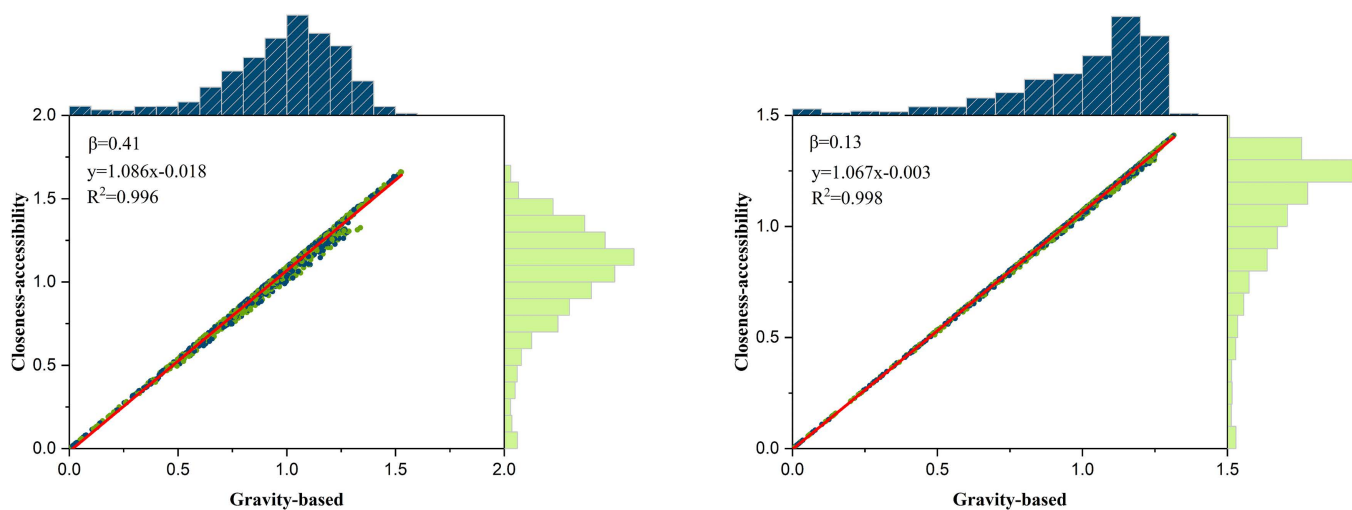 2.0
1.5
1.0
0.5
0.0
Closeness-accessibility
β=0.41
y=1.086x-0.018
R²=0.996
0.0 0.5 1.0 1.5 2.0
Gravity-based
1.5
1.0
0.5
0.0
Closeness-accessibility
β=0.13
y=1.067x-0.003
R²=0.998
0.0 0.5 1.0 1.5
Gravity-based